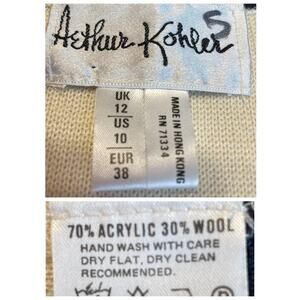 Arthur Kohler
S
UK
12
US
10
EUR
38
MADE IN HONG KONG
RN 71334
70% ACRYLIC 30% WOOL
HAND WASH WITH CARE
DRY FLAT, DRY CLEAN
RECOMMENDED.